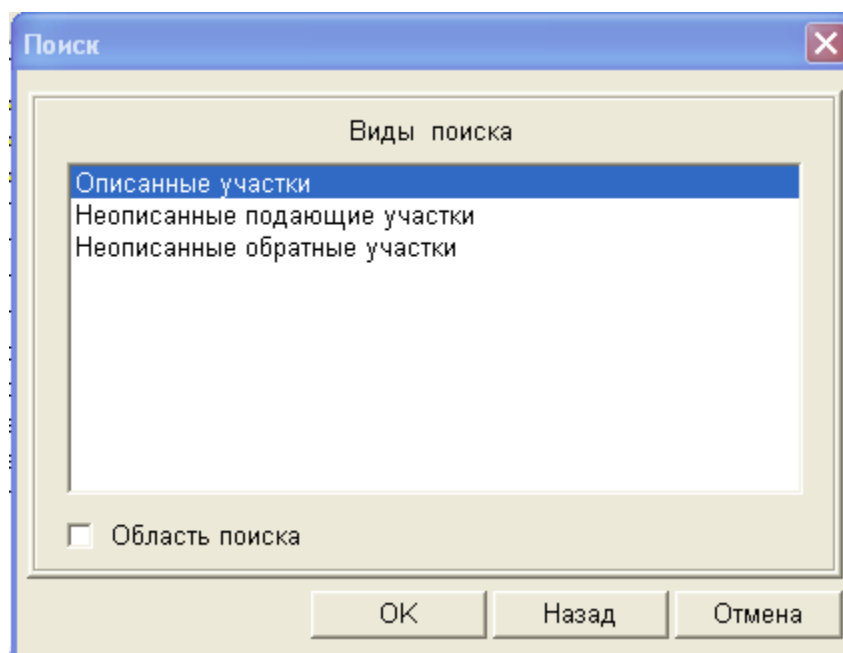 Поиск
Виды поиска
Описанные участки
Неописанные подающие участки
Неописанные обратные участки
Область поиска
OK Назад Отмена